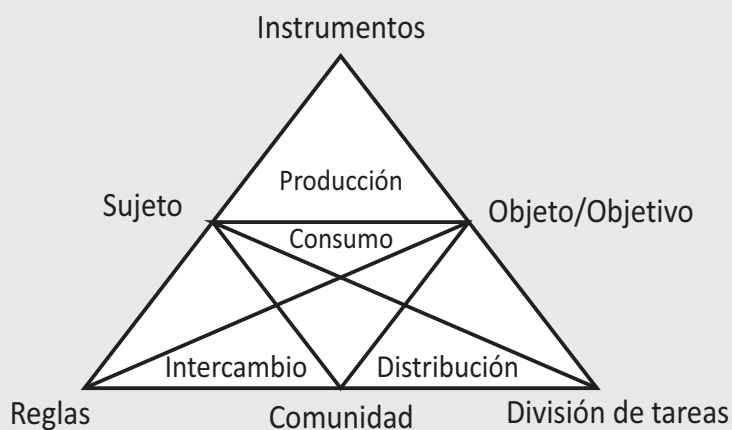 Instrumentos
Producción
Sujeto
Objeto/Objetivo
Consumo
Intercambio
Distribución
Reglas
Comunidad
División de tareas